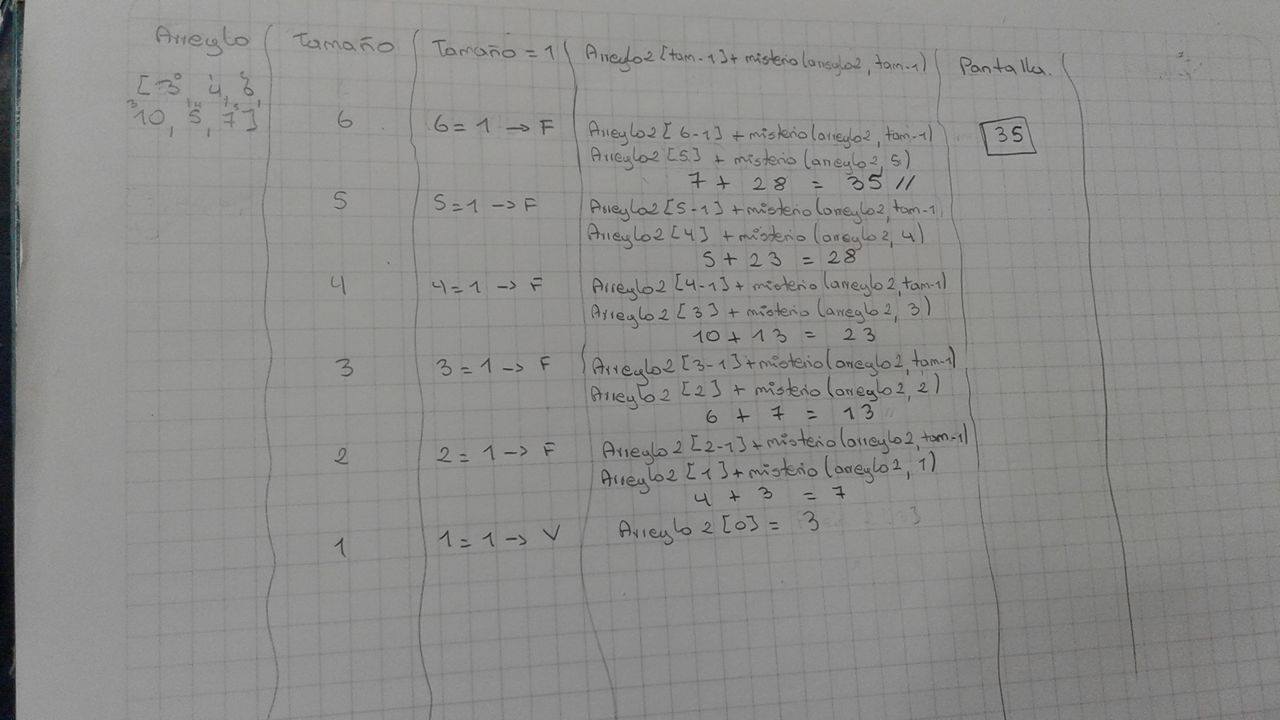 Arreglo Tamaño Tamaño = 1 Arreglo2[tam-1]+misterio(arreglo2, tam-1) Pantalla.
[3, 4, 6,
10, 5, 7] 6 6=1 → F Arreglo2[6-1] + misterio(arreglo2, tam-1) 35
Arreglo2[5] + misterio(arreglo2, 5)
7 + 28 = 35 //
5 5=1 → F Arreglo2[5-1]+misterio(arreglo2, tam-1
Arreglo2[4] + misterio(arreglo2, 4)
5 + 23 = 28
4 4=1 → F Arreglo2[4-1] + misterio(arreglo2, tam-1)
Arreglo2[3] + misterio(arreglo2, 3)
10 + 13 = 23
3 3=1 → F Arreglo2[3-1]+misterio(arreglo2, tam-1)
Arreglo2[2] + misterio(arreglo2, 2)
6 + 7 = 13
2 2=1 → F Arreglo2[2-1]+misterio(arreglo2, tam-1)
Arreglo2[1]+misterio(arreglo2, 1)
4 + 3 = 7
1 1=1 → V Arreglo2[0] = 3